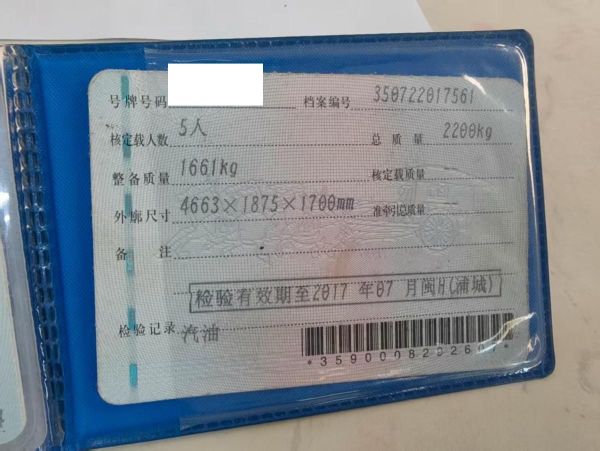 号牌号码 档案编号 350722017561
核定载人数 5人 总质量 2200kg
整备质量 1661kg 核定载质量 --
外廓尺寸 4663×1875×1700mm 准牵引总质量 --
备注
检验有效期至2017年07月闽H(浦城)
检验记录 汽油